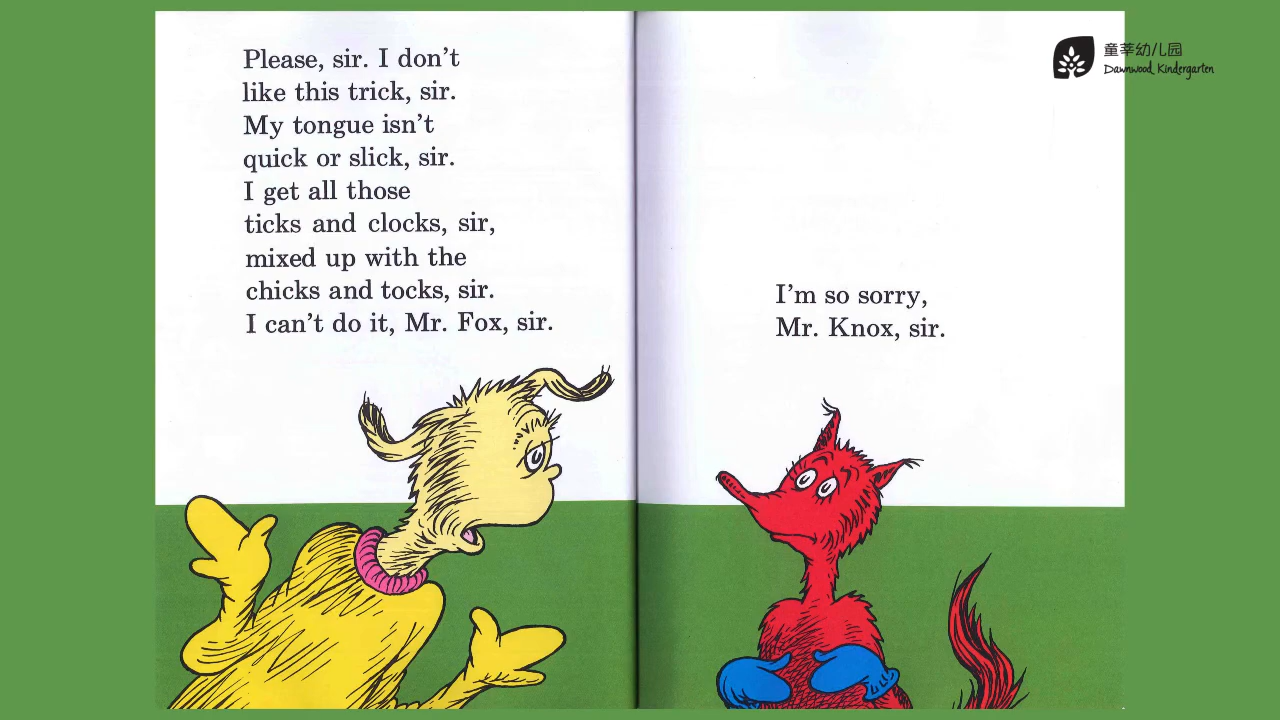 Please, sir. I don't
like this trick, sir.
My tongue isn't
quick or slick, sir.
I get all those
ticks and clocks, sir,
mixed up with the
chicks and tocks, sir.
I can't do it, Mr. Fox, sir.
I'm so sorry,
Mr. Knox, sir.
童莘幼儿园
Dawnwood Kindergarten